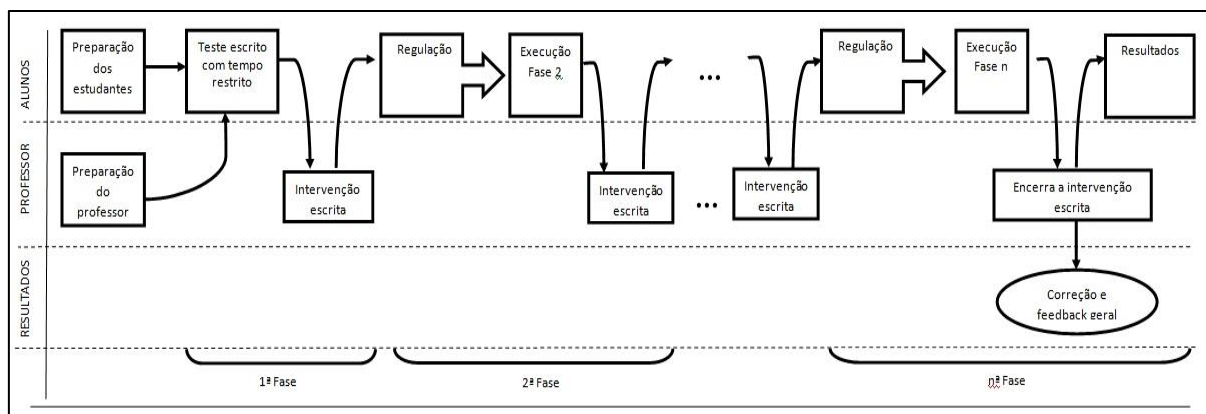 ALUNOS
Preparação
dos
estudantes
Teste escrito
com tempo
restrito
Regulação
Execução
Fase 2
...
Regulação
Execução
Fase n
Resultados
PROFESSOR
Preparação
do
professor
Intervenção
escrita
Intervenção
escrita
...
Intervenção
escrita
Encerra a intervenção
escrita
RESULTADOS
Correção e
feedback geral
1ª Fase
2ª Fase
nª Fase